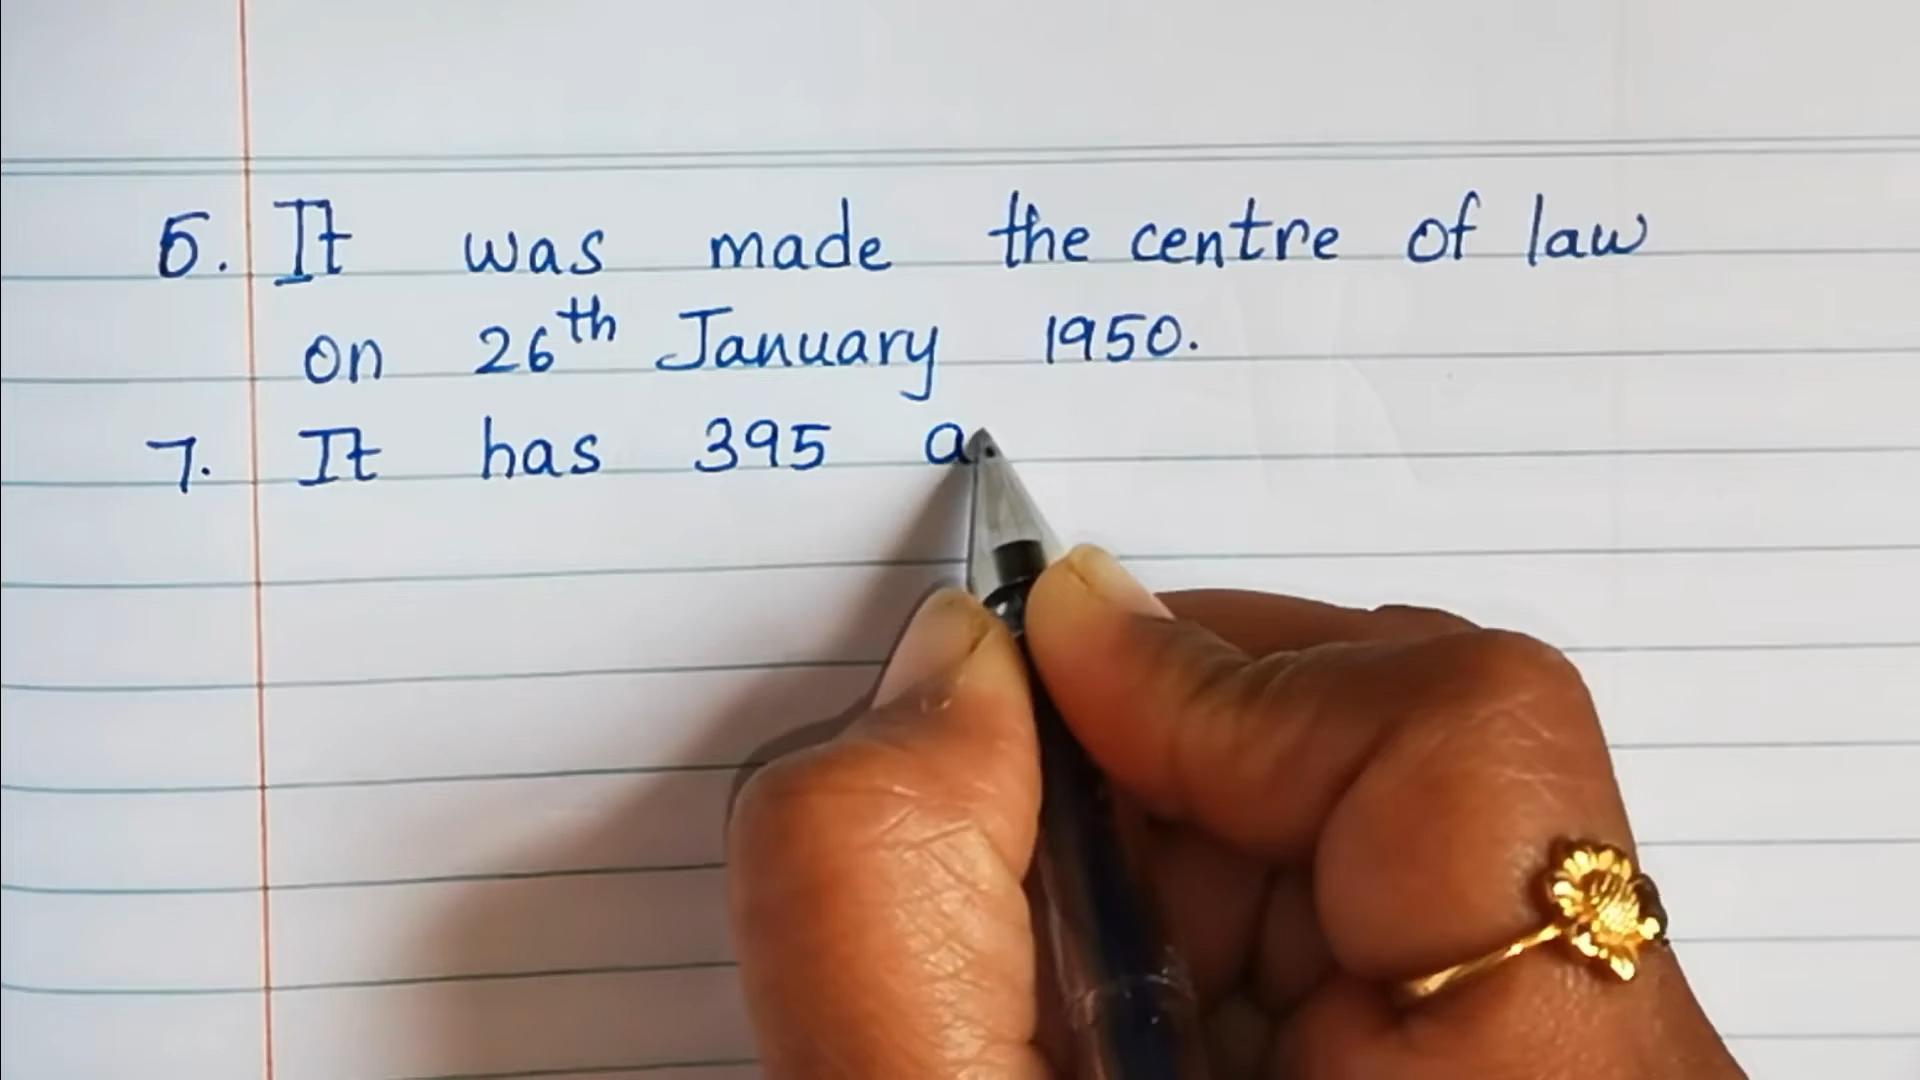 6. It was made the centre of law
on 26th January 1950.
7. It has 395 a